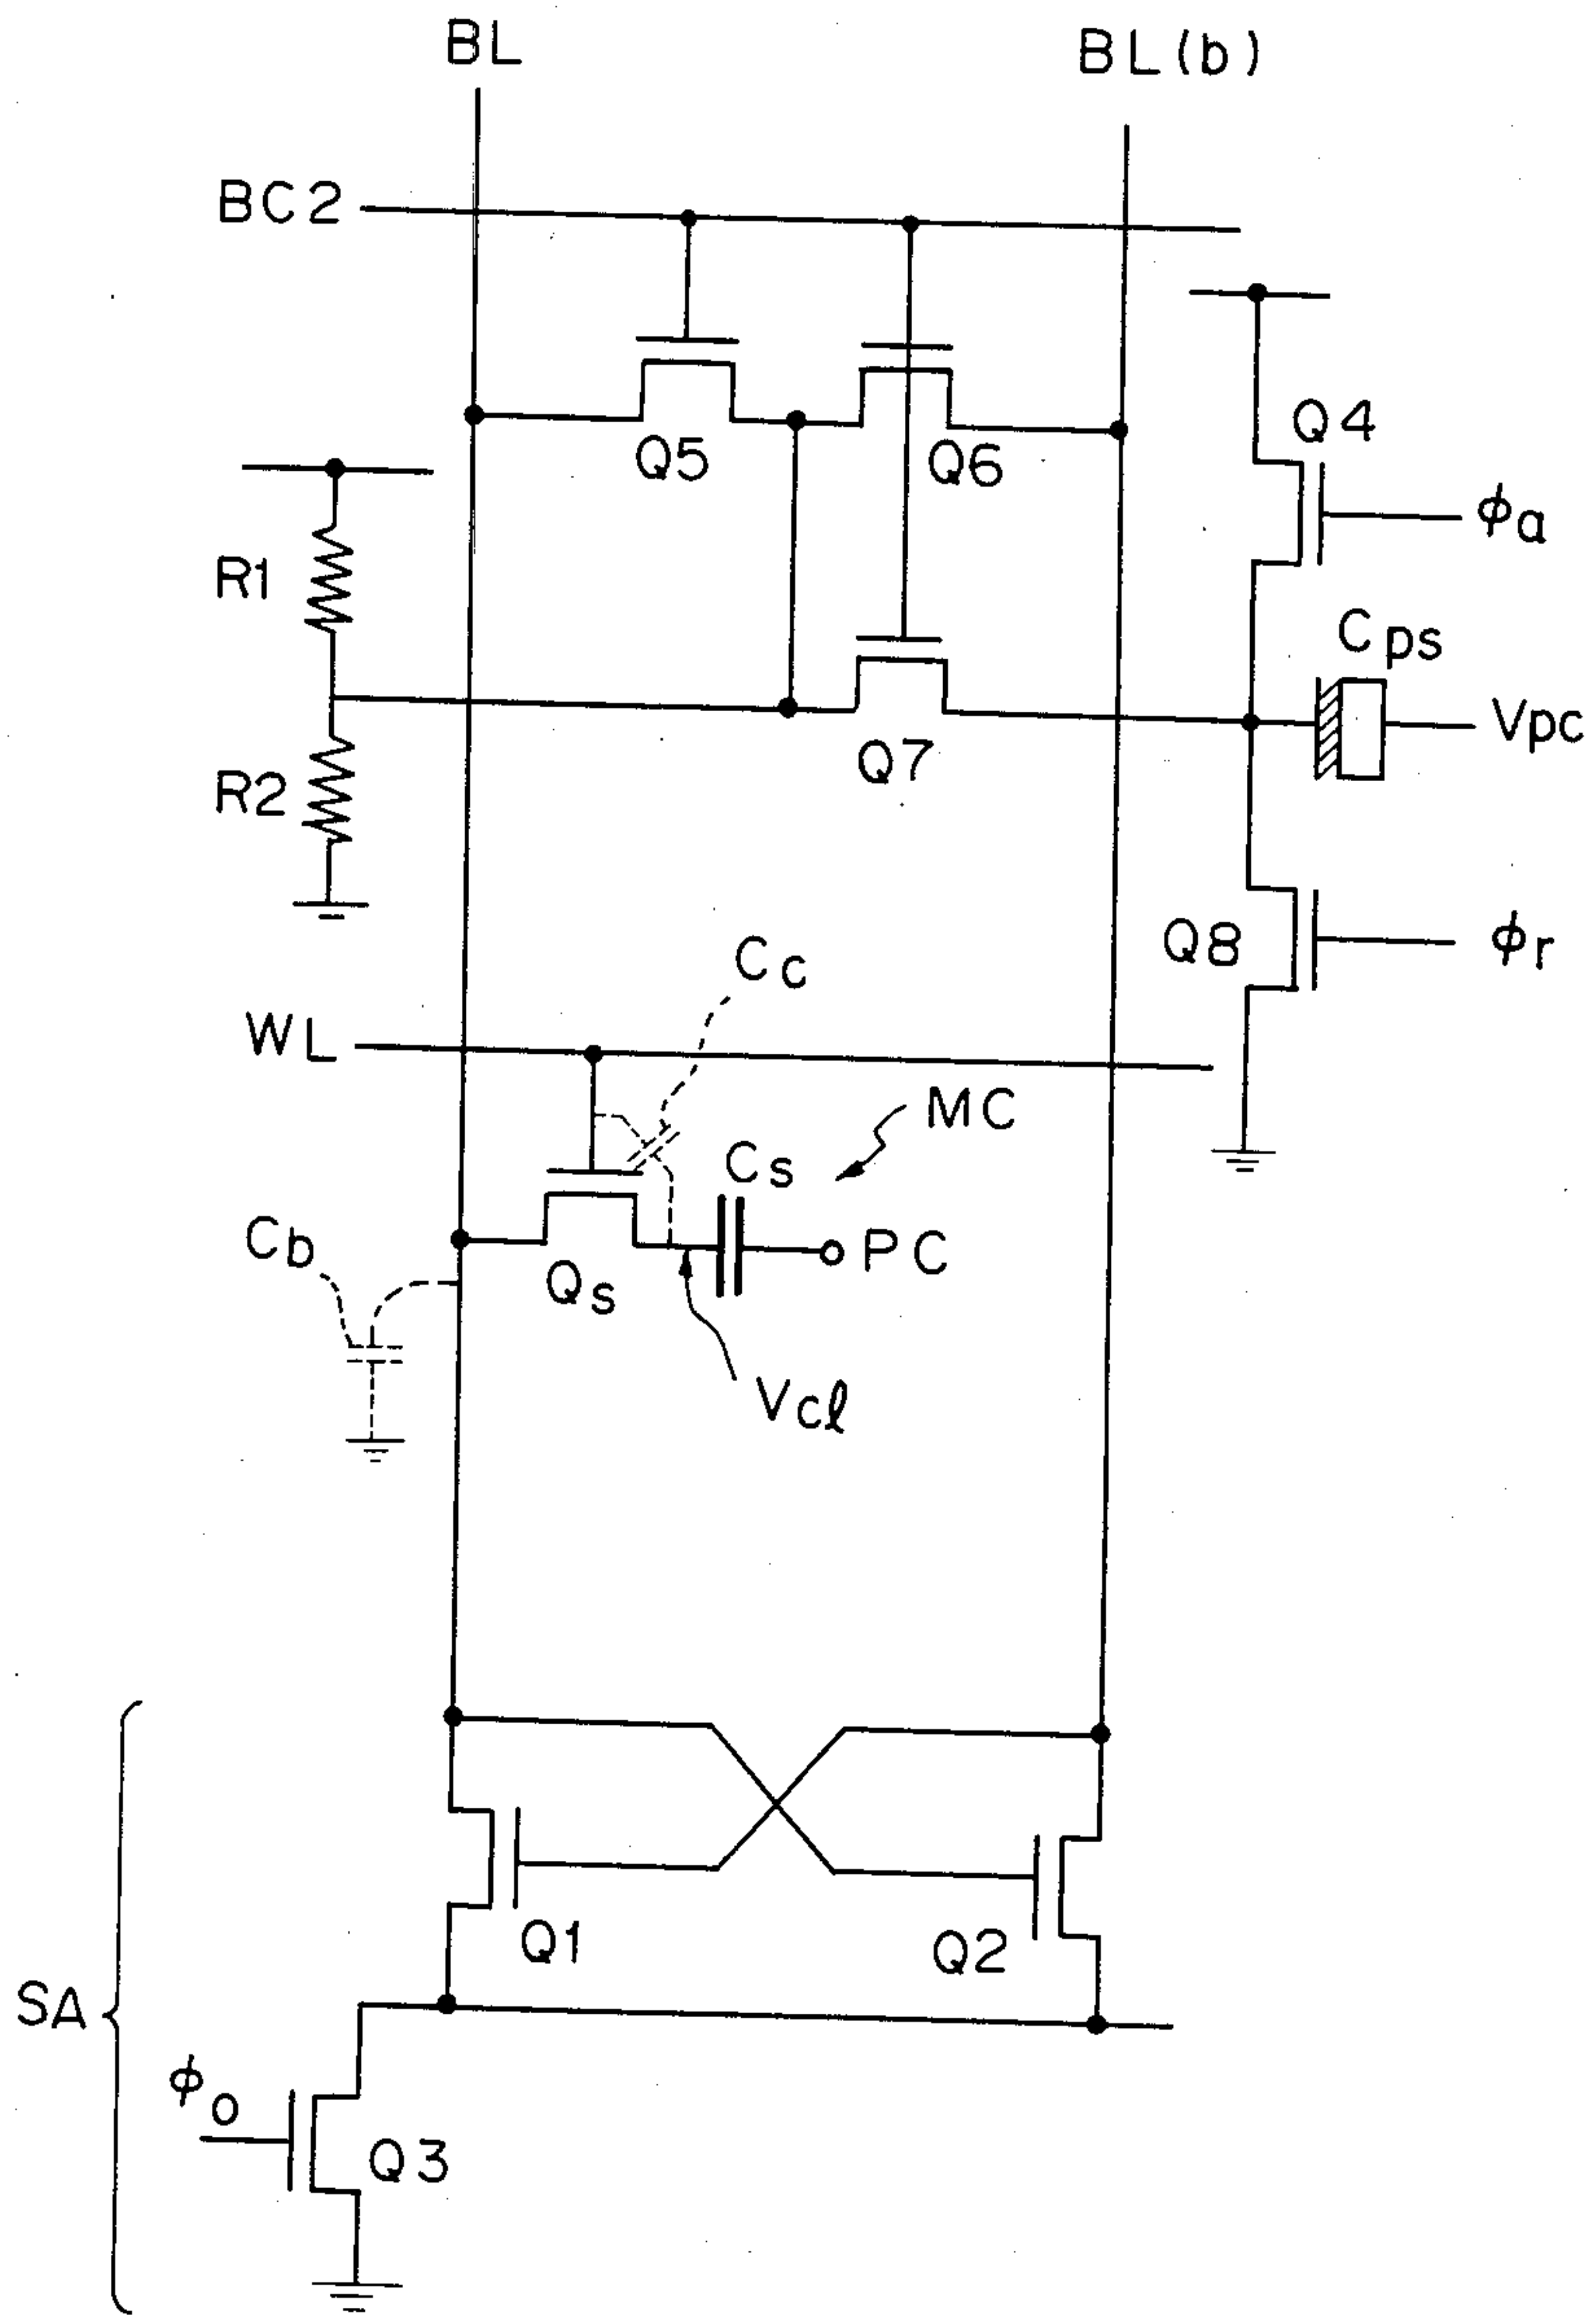 BL
BL(b)
BC2
Q4
Q5
Q6
ϕa
R1
Cps
Vpc
Q7
R2
Q8
ϕr
Cc
WL
MC
Cs
Cb
PC
Qs
Vcℓ
Q1
Q2
SA
ϕo
Q3